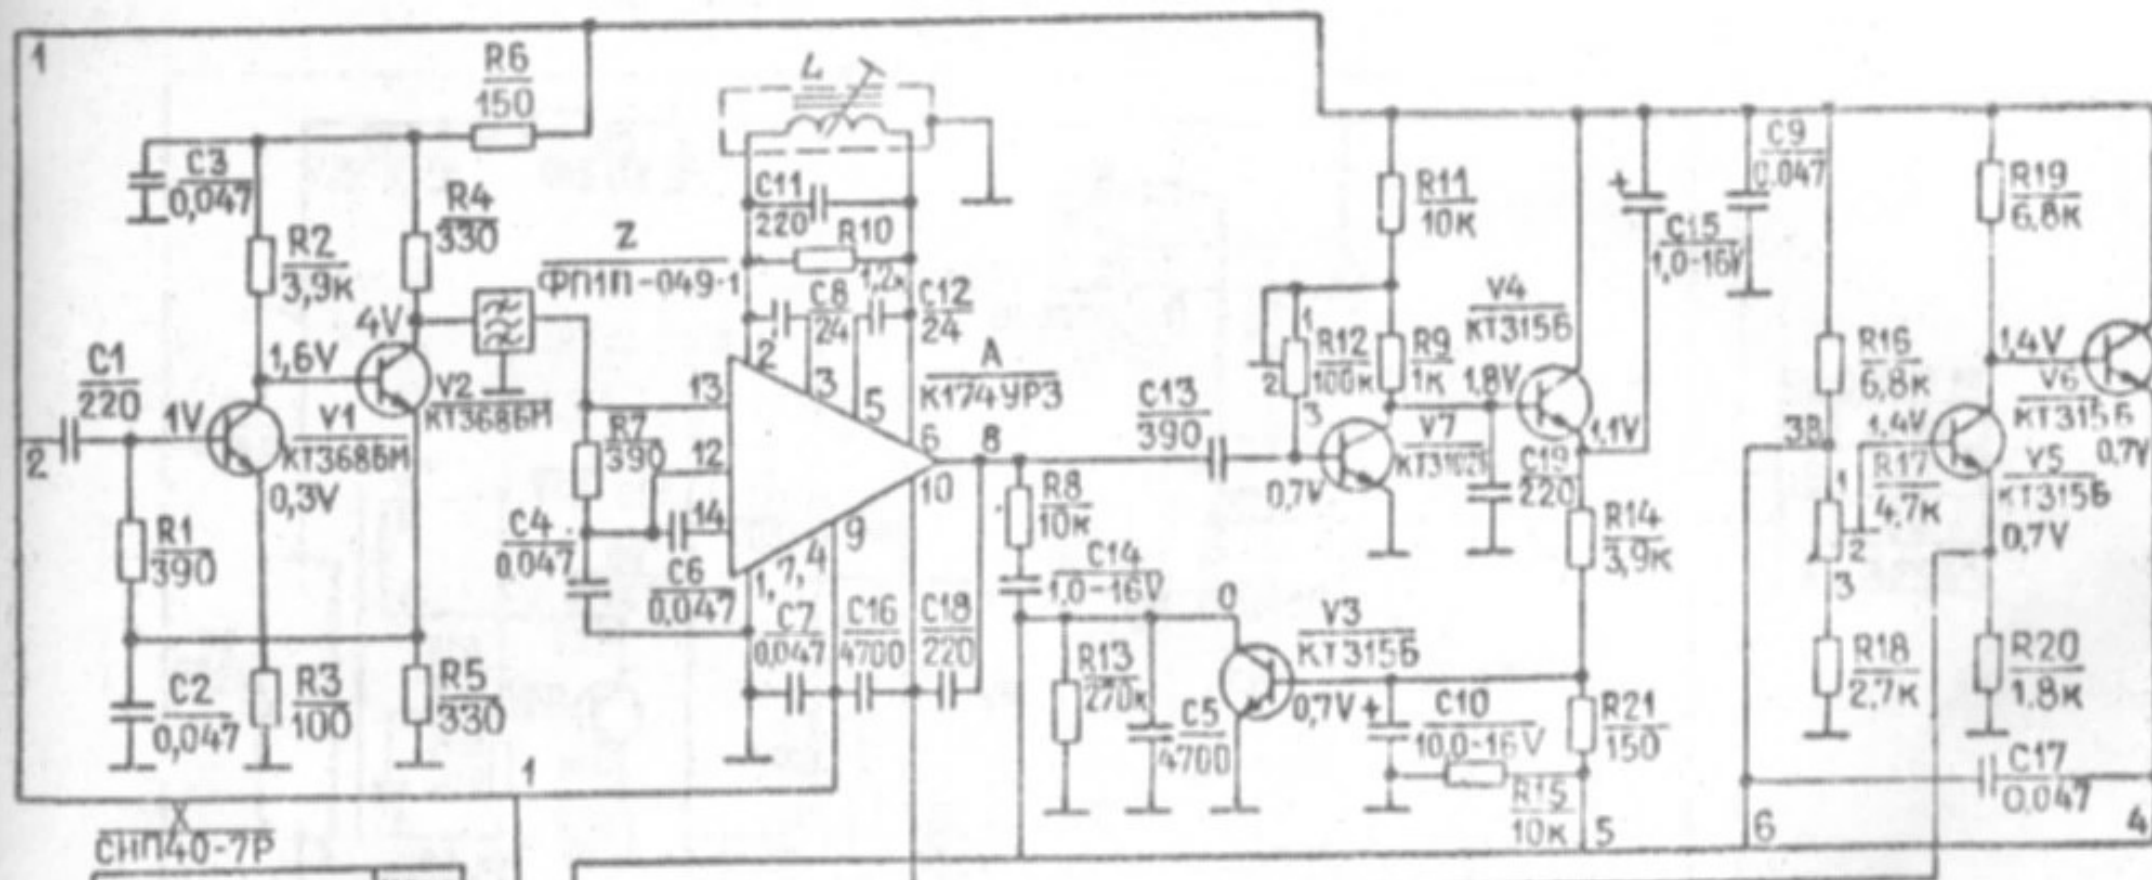 1
R6
150
L
C3
0,047
R2
3,9к
R4
330
Z
ФП1П-049-1
C11
220
R10
1,2к
C8
24
C12
24
R11
10к
C15
1,0-16V
C9
0.047
R19
6,8к
C1
220
2
1V
1,6V
4V
V1
КТ368БМ
0,3V
V2
КТ368БМ
R1
390
C2
0,047
R3
100
R5
330
13
12
14
R7
390
C4
0.047
C6
0,047
2
3
5
6
A
К174УР3
8
10
9
1,7,4
C7
0,047
C16
4700
C18
220
C13
390
R8
10к
C14
1,0-16V
R13
270к
C5
4700
0
V3
КТ315Б
0,7V
+
C10
10,0-16V
R15
10к
R21
150
5
1
2
3
R12
100к
R9
1к
V4
КТ315Б
1,8V
1,1V
0,7V
V7
C19
220
R14
3,9к
+
R16
6,8к
3В
1
2
3
R17
4,7к
1,4V
1,4V
V6
КТ315Б
0,7V
V5
КТ315Б
0,7V
R18
2,7к
R20
1,8к
C17
0.047
6
4
1
СНП40-7Р